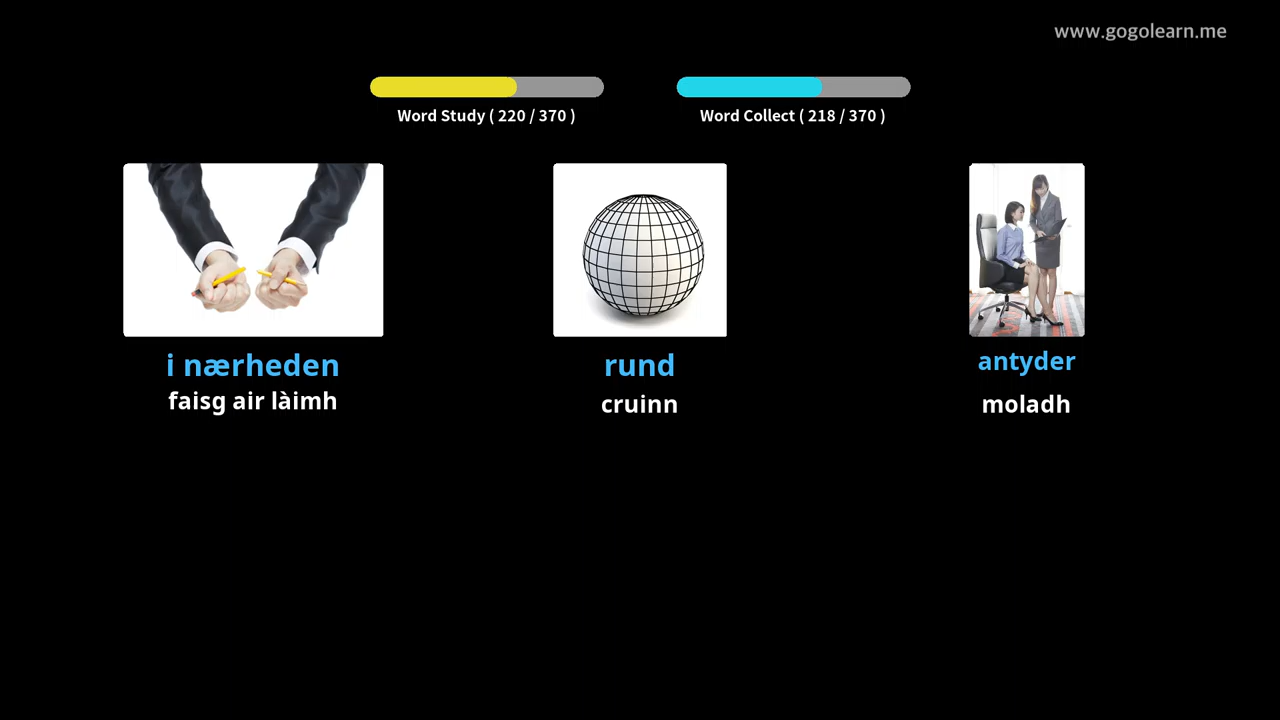 www.gogolearn.me
Word Study ( 220 / 370 )
Word Collect ( 218 / 370 )
i nærheden
faisg air làimh
rund
cruinn
antyder
moladh